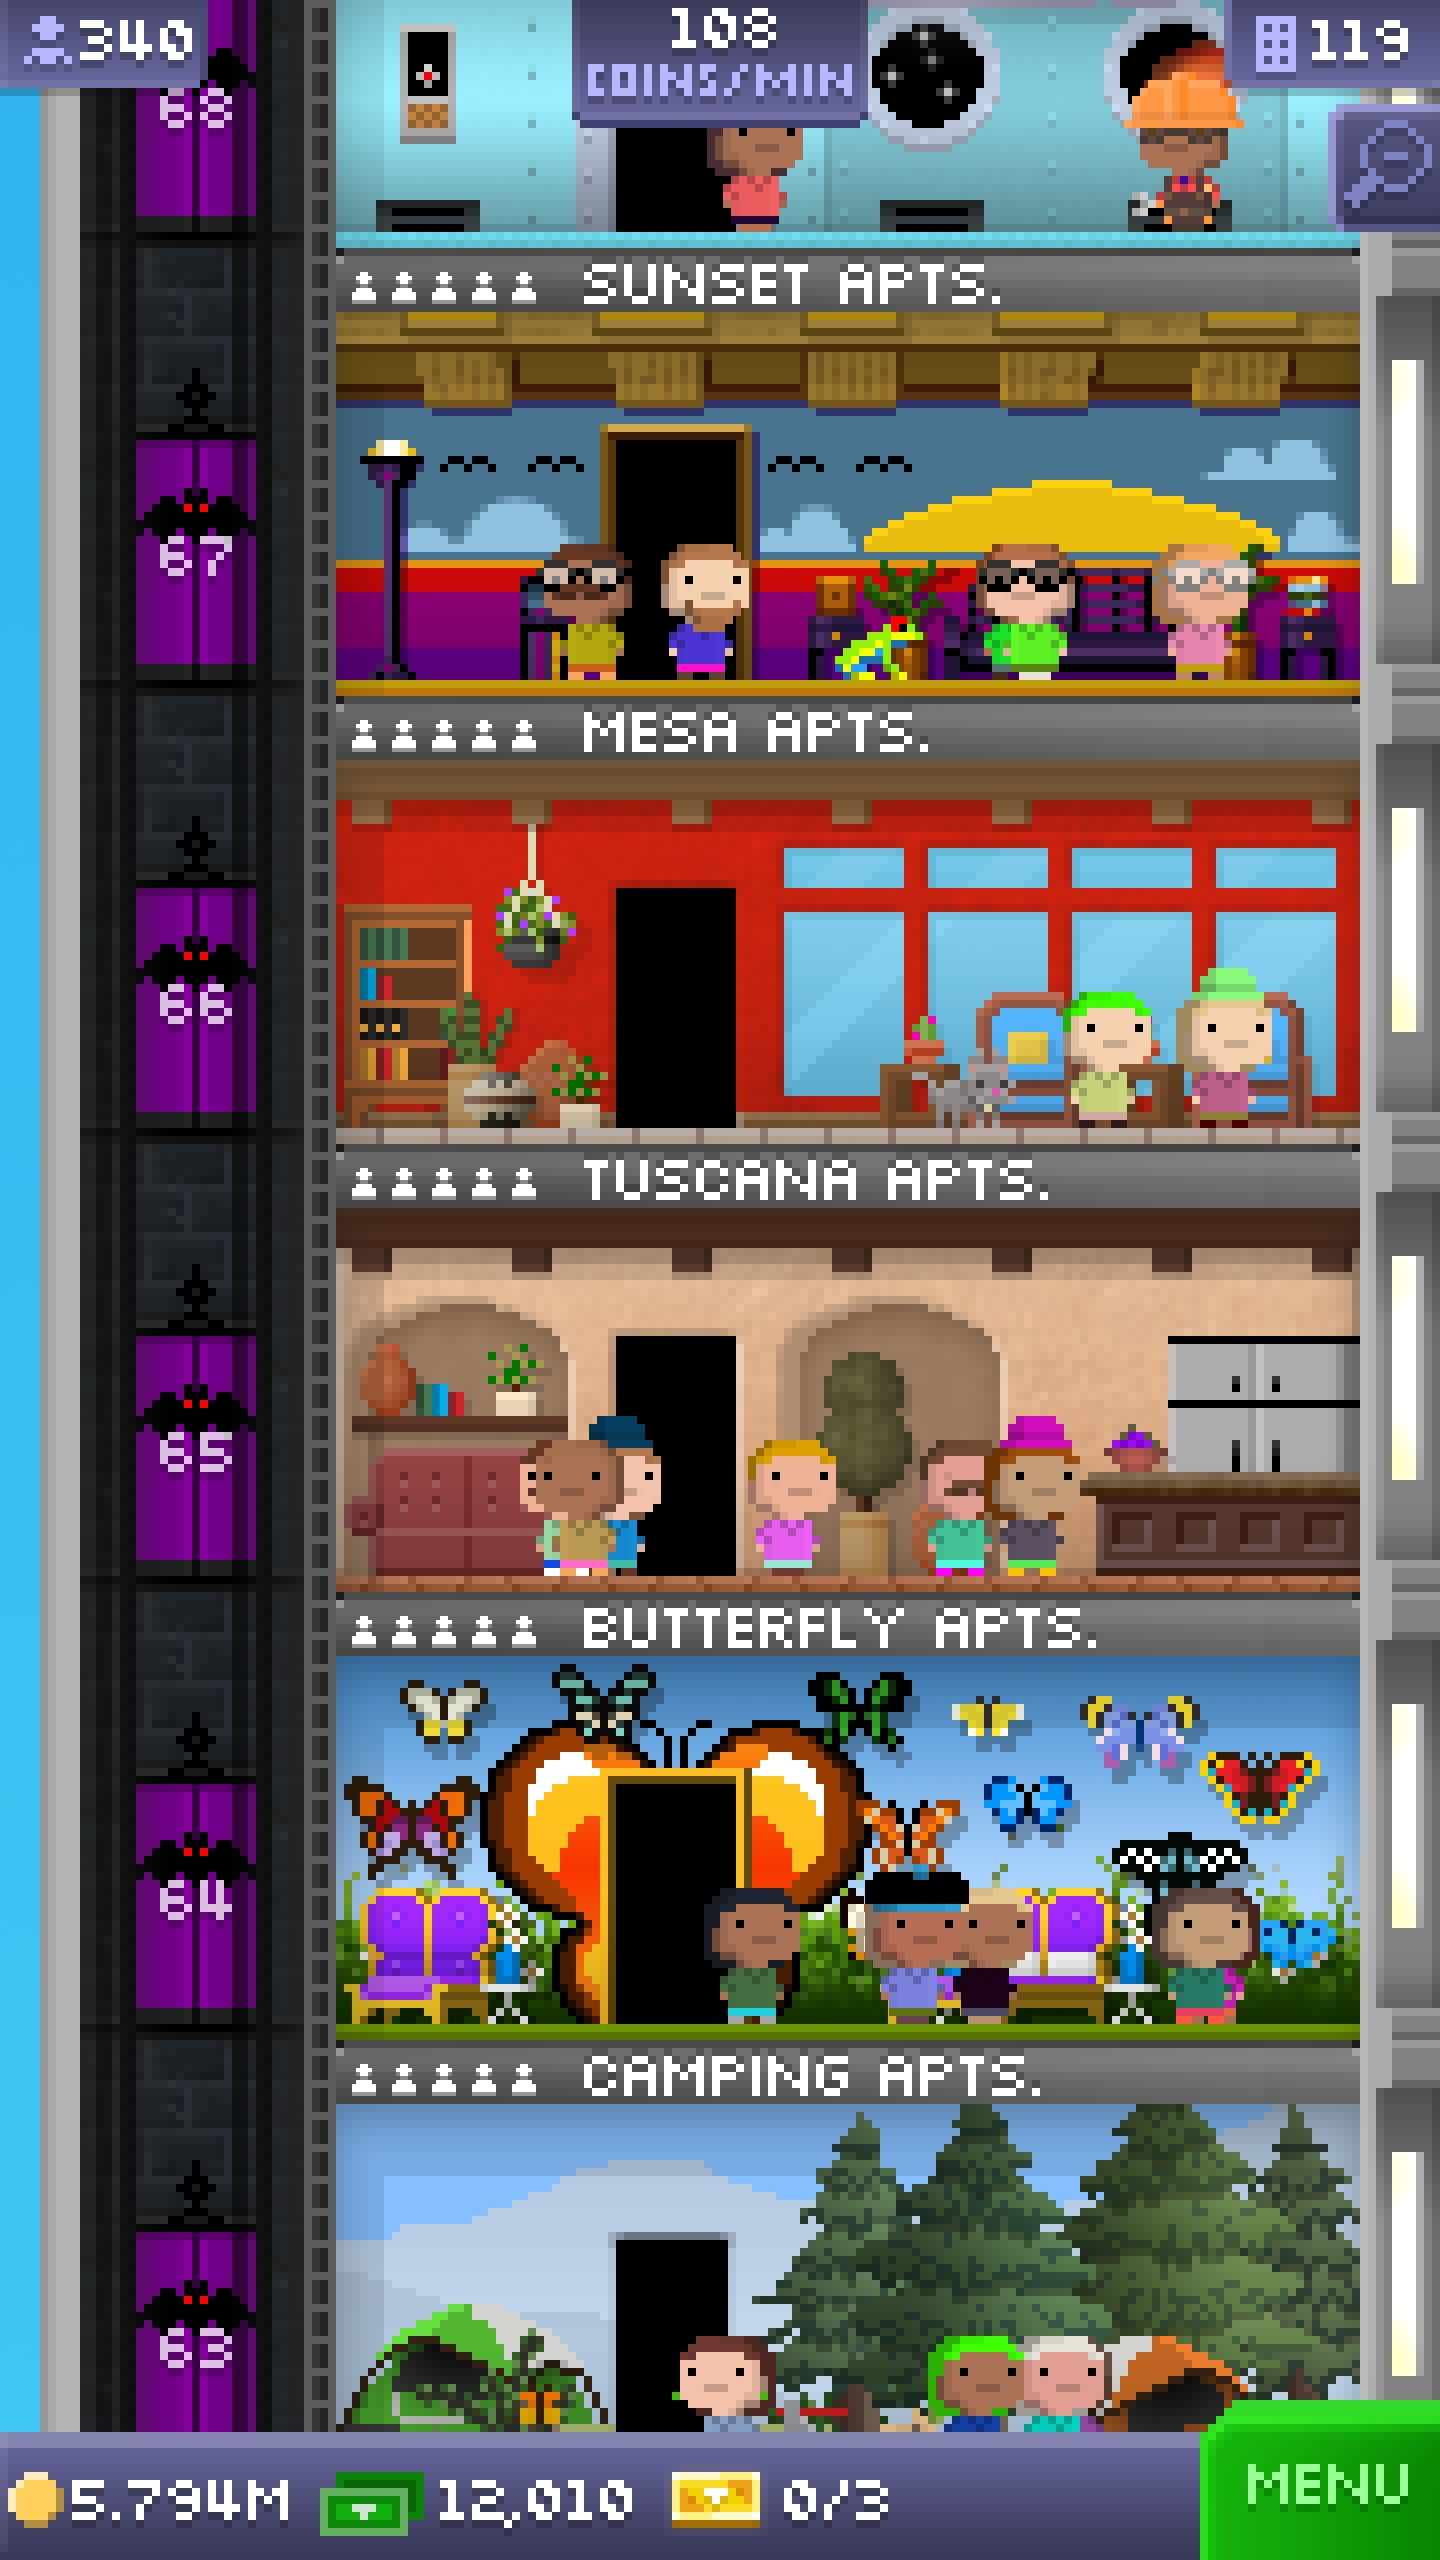 340
108
COINS/MIN
119
68
SUNSET APTS.
67
MESA APTS.
66
TUSCANA APTS.
65
BUTTERFLY APTS.
64
CAMPING APTS.
63
5.794M
12,010
0/3
MENU